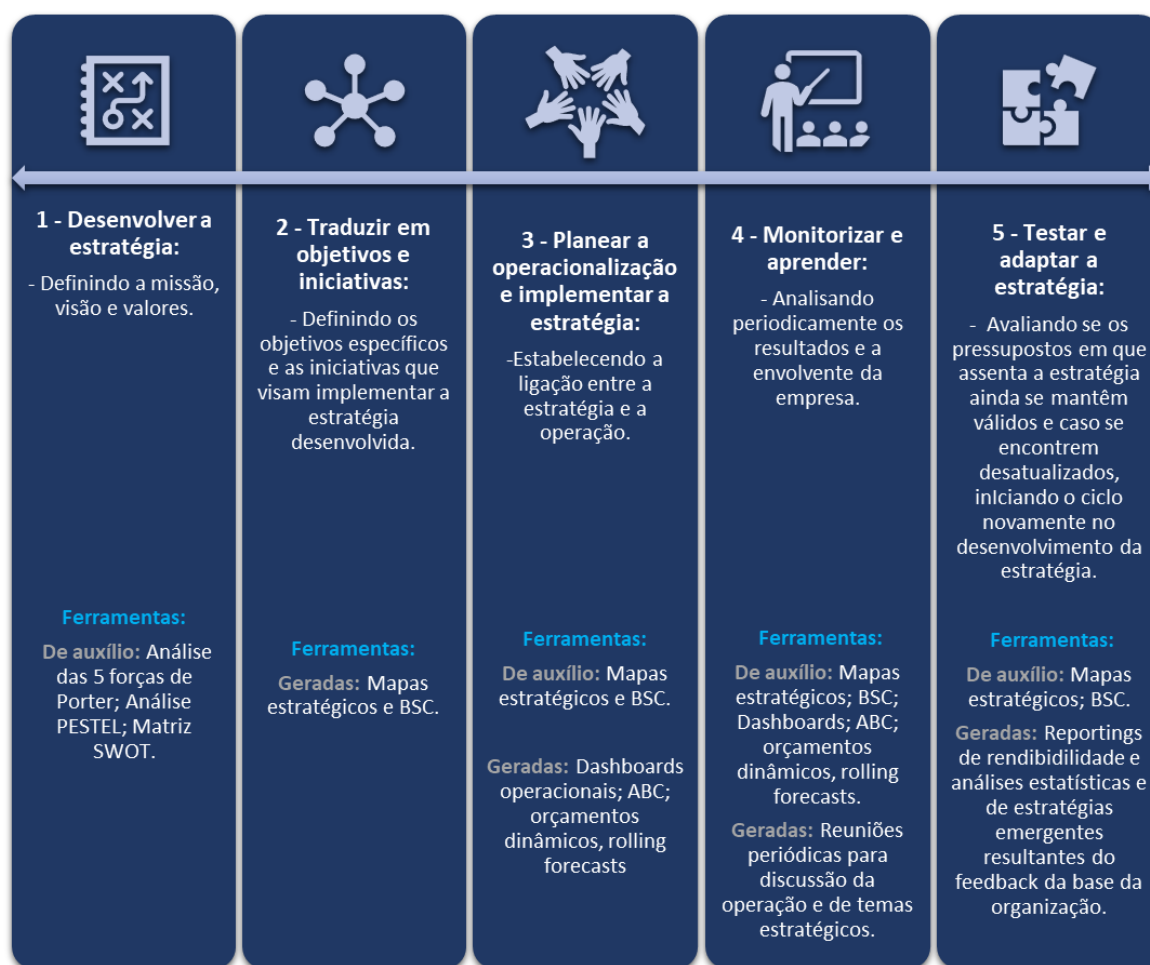 1 - Desenvolver a
estratégia:
- Definindo a missão,
visão e valores.
Ferramentas:
De auxílio: Análise
das 5 forças de
Porter; Análise
PESTEL; Matriz
SWOT.
2 - Traduzir em
objetivos e
iniciativas:
- Definindo os
objetivos específicos
e as iniciativas que
visam implementar a
estratégia
desenvolvida.
Ferramentas:
Geradas: Mapas
estratégicos e BSC.
3 - Planear a
operacionalização
e implementar a
estratégia:
-Estabelecendo a
ligação entre a
estratégia e a
operação.
Ferramentas:
De auxílio: Mapas
estratégicos e BSC.
Geradas: Dashboards
operacionais; ABC;
orçamentos
dinâmicos, rolling
forecasts
4 - Monitorizar e
aprender:
- Analisando
periodicamente os
resultados e a
envolvente da
empresa.
Ferramentas:
De auxílio: Mapas
estratégicos; BSC;
Dashboards; ABC;
orçamentos
dinâmicos, rolling
forecasts.
Geradas: Reuniões
periódicas para
discussão da
operação e de temas
estratégicos.
5 - Testar e
adaptar a
estratégia:
- Avaliando se os
pressupostos em que
assenta a estratégia
ainda se mantêm
válidos e caso se
encontrem
desatualizados,
inIciando o ciclo
novamente no
desenvolvimento da
estratégia.
Ferramentas:
De auxílio: Mapas
estratégicos; BSC.
Geradas: Reportings
de rendibidilidade e
análises estatísticas e
de estratégias
emergentes
resultantes do
feedback da base da
organização.